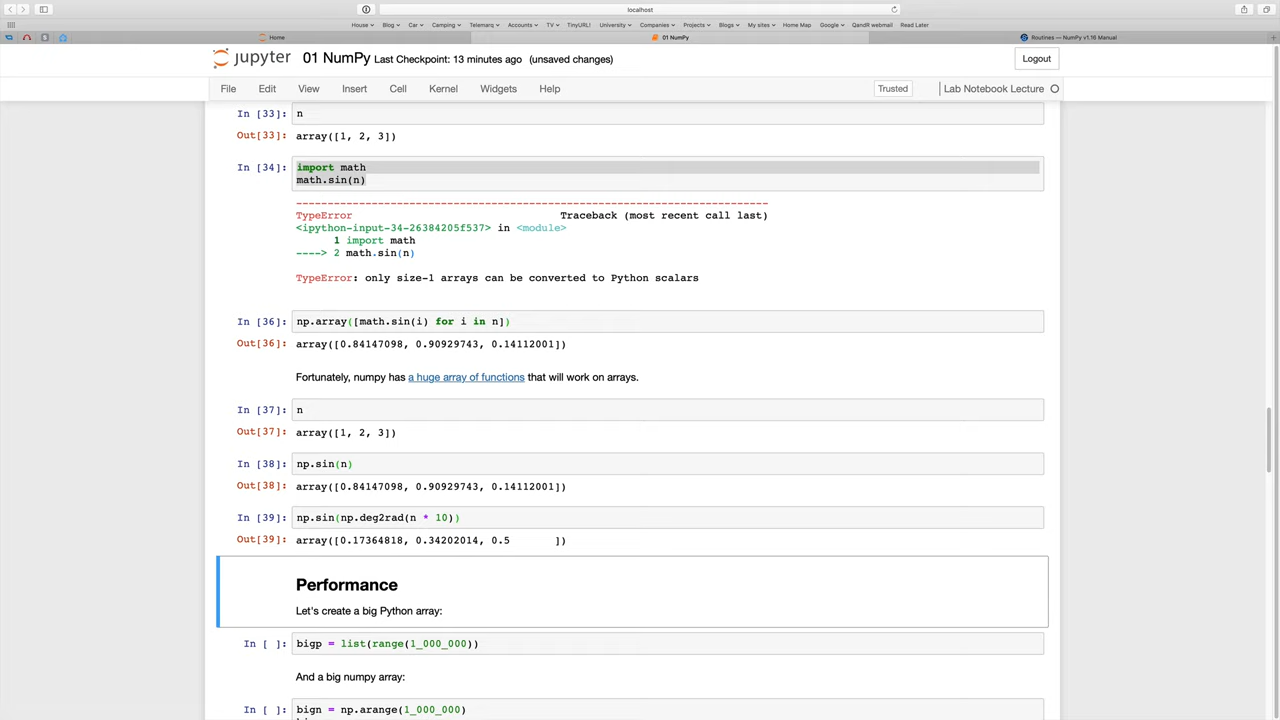 localhost
House Blog Car Camping Telemarq Accounts TV TinyURL! University Companies Projects Blogs My sites Home Map Google QandR webmail Read Later
Home 01 NumPy Routines — NumPy v1.16 Manual
jupyter 01 NumPy Last Checkpoint: 13 minutes ago (unsaved changes) Logout
File Edit View Insert Cell Kernel Widgets Help Trusted Lab Notebook Lecture
In [33]: n
Out[33]: array([1, 2, 3])
In [34]: import math
math.sin(n)
---------------------------------------------------------------------------
TypeError Traceback (most recent call last)
<ipython-input-34-26384205f537> in <module>
1 import math
----> 2 math.sin(n)
TypeError: only size-1 arrays can be converted to Python scalars
In [36]: np.array([math.sin(i) for i in n])
Out[36]: array([0.84147098, 0.90929743, 0.14112001])
Fortunately, numpy has a huge array of functions that will work on arrays.
In [37]: n
Out[37]: array([1, 2, 3])
In [38]: np.sin(n)
Out[38]: array([0.84147098, 0.90929743, 0.14112001])
In [39]: np.sin(np.deg2rad(n * 10))
Out[39]: array([0.17364818, 0.34202014, 0.5 ])
Performance
Let's create a big Python array:
In [ ]: bigp = list(range(1_000_000))
And a big numpy array:
In [ ]: bign = np.arange(1_000_000)